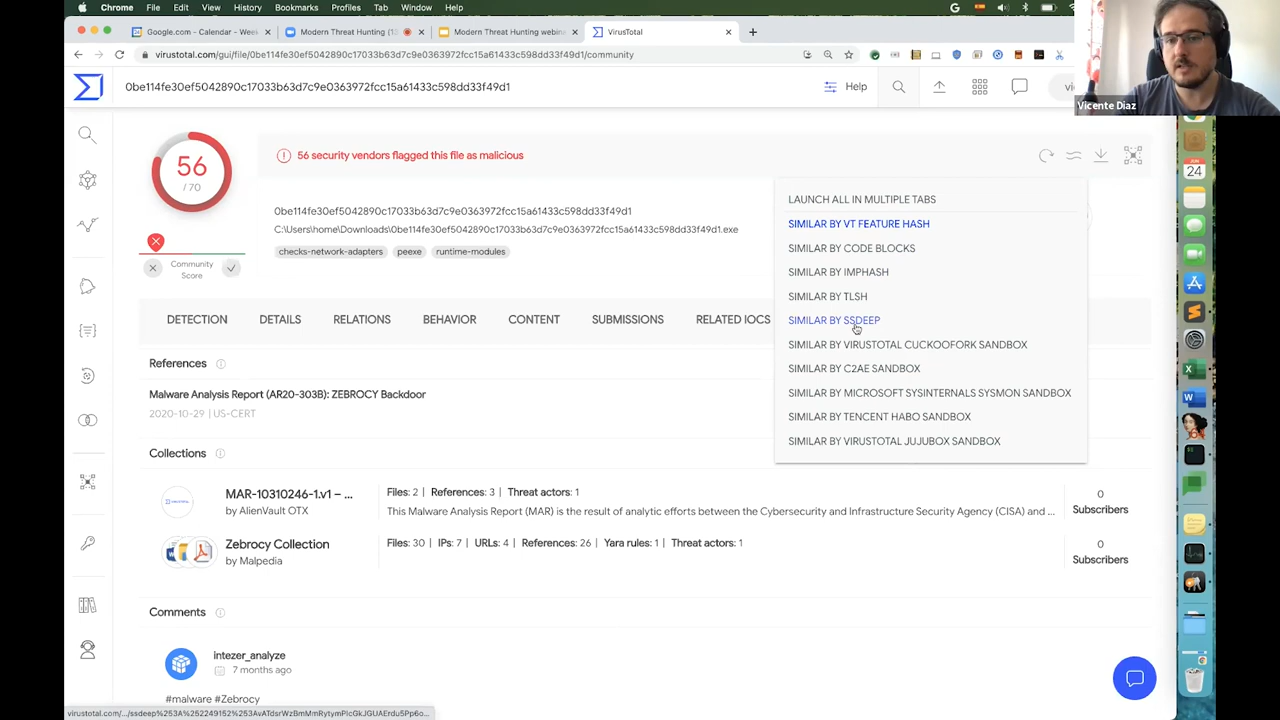 Chrome File Edit View History Bookmarks Profiles Tab Window Help
Google.com - Calendar - Week Modern Threat Hunting (1 Modern Threat Hunting webinar VirusTotal
virustotal.com/gui/file/0be114fe30ef5042890c17033b63d7c9e0363972fcc15a61433c598dd33f49d1/community
0be114fe30ef5042890c17033b63d7c9e0363972fcc15a61433c598dd33f49d1 Help
Vicente Diaz
56
/ 70
56 security vendors flagged this file as malicious
JUN
24
0be114fe30ef5042890c17033b63d7c9e0363972fcc15a61433c598dd33f49d1
C:\Users\home\Downloads\0be114fe30ef5042890c17033b63d7c9e0363972fcc15a61433c598dd33f49d1.exe
checks-network-adapters peexe runtime-modules
Community
Score
LAUNCH ALL IN MULTIPLE TABS
SIMILAR BY VT FEATURE HASH
SIMILAR BY CODE BLOCKS
SIMILAR BY IMPHASH
SIMILAR BY TLSH
SIMILAR BY SSDEEP
SIMILAR BY VIRUSTOTAL CUCKOOFORK SANDBOX
SIMILAR BY C2AE SANDBOX
SIMILAR BY MICROSOFT SYSINTERNALS SYSMON SANDBOX
SIMILAR BY TENCENT HABO SANDBOX
SIMILAR BY VIRUSTOTAL JUJUBOX SANDBOX
DETECTION DETAILS RELATIONS BEHAVIOR CONTENT SUBMISSIONS RELATED IOCS
References
Malware Analysis Report (AR20-303B): ZEBROCY Backdoor
2020-10-29 | US-CERT
Collections
MAR-10310246-1.v1 – ...
by AlienVault OTX
Files: 2 | References: 3 | Threat actors: 1
This Malware Analysis Report (MAR) is the result of analytic efforts between the Cybersecurity and Infrastructure Security Agency (CISA) and ...
0
Subscribers
Zebrocy Collection
by Malpedia
Files: 30 | IPs: 7 | URLs: 4 | References: 26 | Yara rules: 1 | Threat actors: 1
0
Subscribers
Comments
intezer_analyze
7 months ago
#malware #Zebrocy